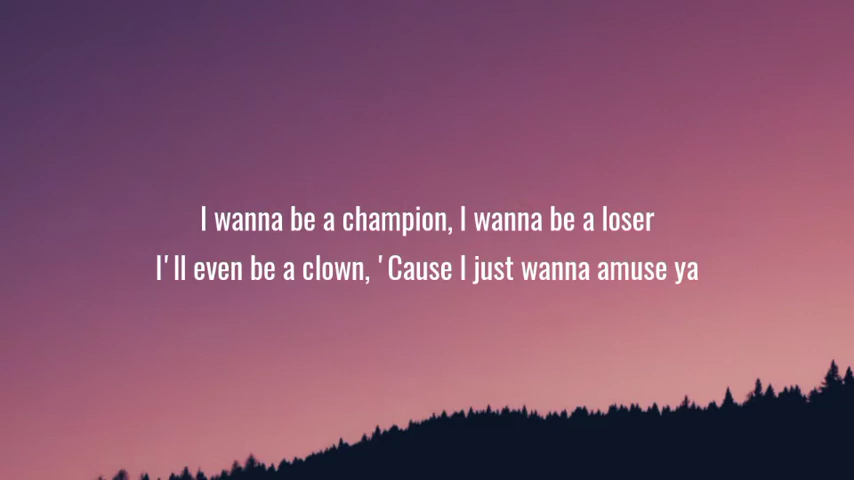 I wanna be a champion, I wanna be a loser
I'll even be a clown, 'Cause I just wanna amuse ya